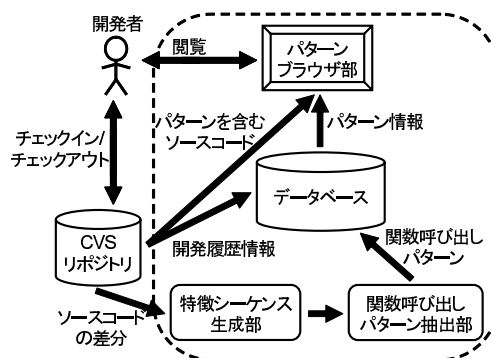 開発者
閲覧
パターン
ブラウザ部
チェックイン/
チェックアウト
パターンを含む
ソースコード
パターン情報
データベース
CVS
リポジトリ
開発履歴情報
関数呼び出し
パターン
ソースコード
の差分
特徴シーケンス
生成部
関数呼び出し
パターン抽出部